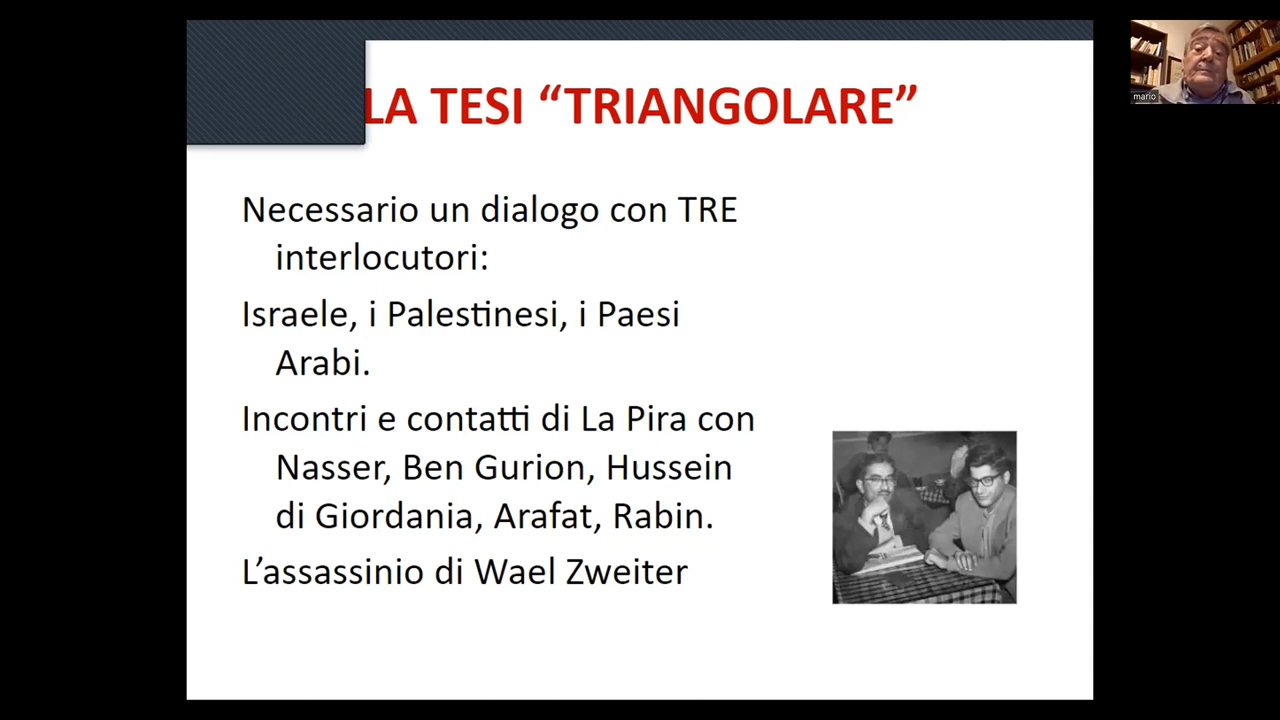 LA TESI “TRIANGOLARE”
Necessario un dialogo con TRE
interlocutori:
Israele, i Palestinesi, i Paesi
Arabi.
Incontri e contatti di La Pira con
Nasser, Ben Gurion, Hussein
di Giordania, Arafat, Rabin.
L’assassinio di Wael Zweiter
mario